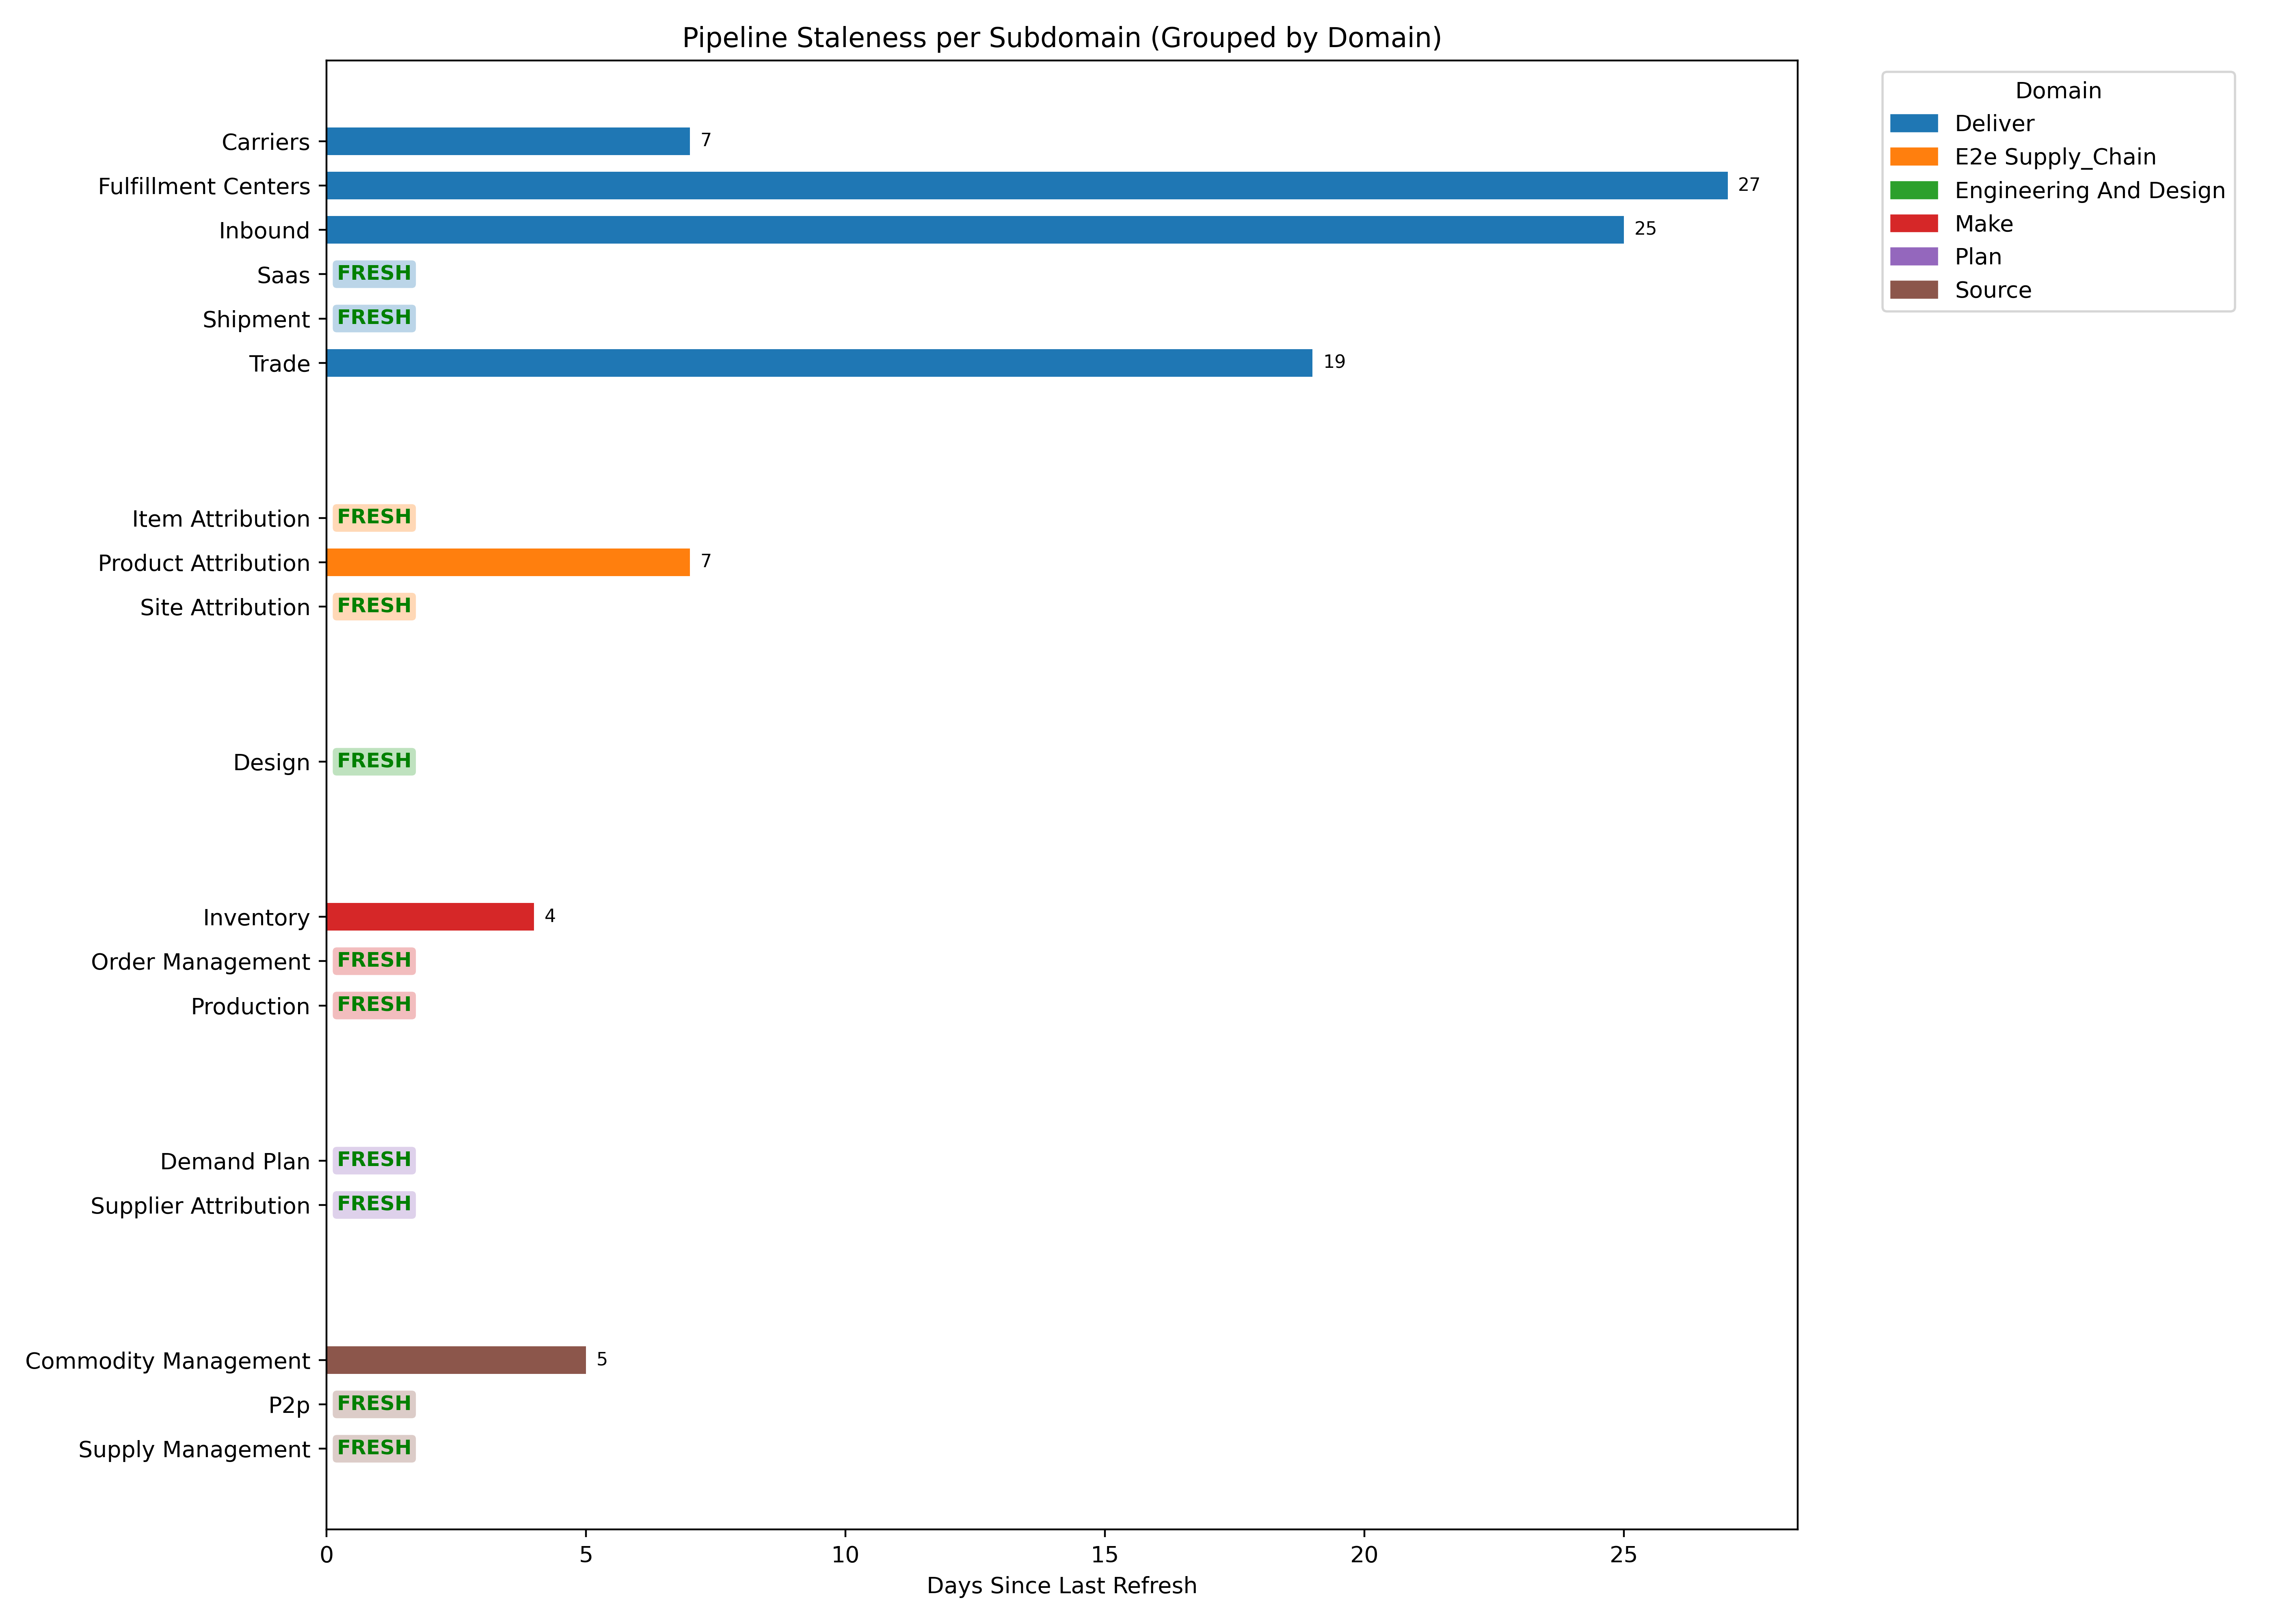 Pipeline Staleness per Subdomain (Grouped by Domain)
Carriers 7
Fulfillment Centers 27
Inbound 25
Saas FRESH
Shipment FRESH
Trade 19
Item Attribution FRESH
Product Attribution 7
Site Attribution FRESH
Design FRESH
Inventory 4
Order Management FRESH
Production FRESH
Demand Plan FRESH
Supplier Attribution FRESH
Commodity Management 5
P2p FRESH
Supply Management FRESH
0 5 10 15 20 25
Days Since Last Refresh
Domain
Deliver
E2e Supply_Chain
Engineering And Design
Make
Plan
Source